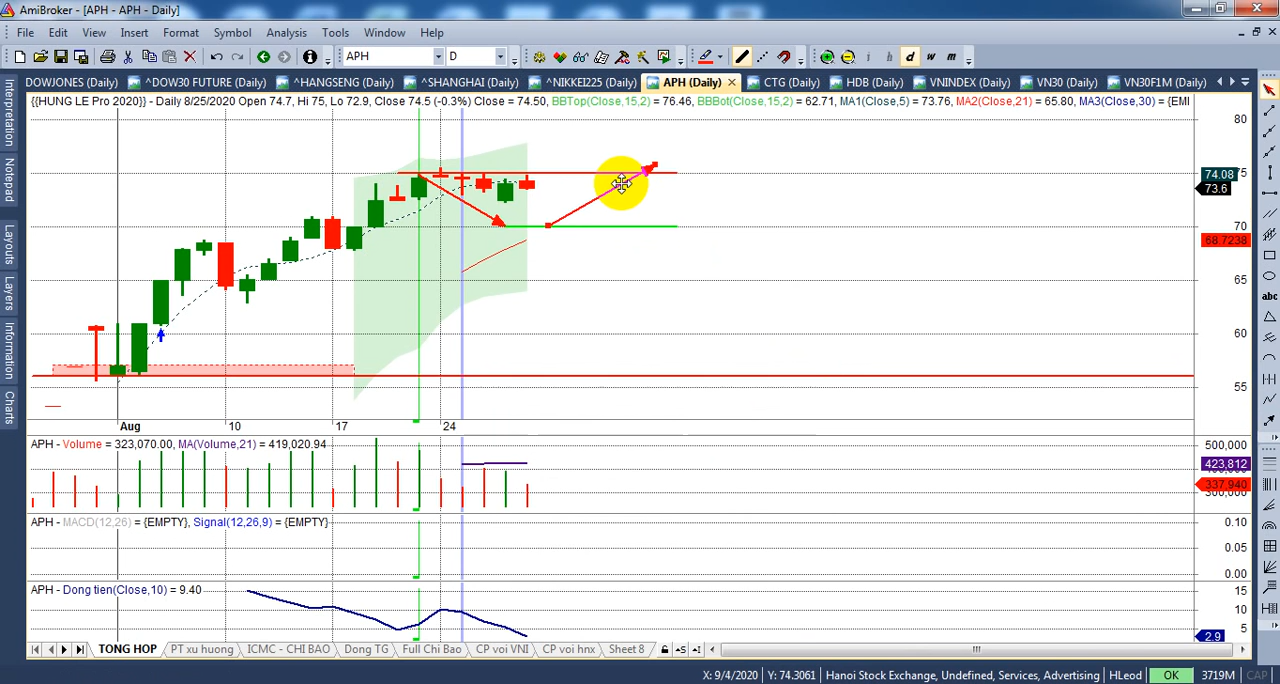 AmiBroker - [APH - APH - Daily]
File Edit View Insert Format Symbol Analysis Tools Window Help
APH D i h d w m
DOWJONES (Daily) ^DOW30 FUTURE (Daily) ^HANGSENG (Daily) ^SHANGHAI (Daily) ^NIKKEI225 (Daily) APH (Daily) CTG (Daily) HDB (Daily) VNINDEX (Daily) VN30 (Daily) VN30F1M (Daily)
{{HUNG LE Pro 2020}} - Daily 8/25/2020 Open 74.7, Hi 75, Lo 72.9, Close 74.5 (-0.3%) Close = 74.50, BBTop(Close,15,2) = 76.46, BBBot(Close,15,2) = 62.71, MA1(Close,5) = 73.76, MA2(Close,21) = 65.80, MA3(Close,30) = {EMI
Interpretation
Notepad
Layouts
Layers
Information
Charts
80
74.08
75
73.6
70
68.7238
65
60
55
Aug 10 17 24
APH - Volume = 323,070.00, MA(Volume,21) = 419,020.94
500,000
423,812
337,940
300,000
APH - MACD(12,26) = {EMPTY}, Signal(12,26,9) = {EMPTY}
0.10
0.05
0.00
APH - Dong tien(Close,10) = 9.40
15
10
5
2.9
abc
TONG HOP PT xu huong ICMC - CHI BAO Dong TG Full Chi Bao CP voi VNI CP voi hnx Sheet 8
X: 9/4/2020 Y: 74.3061 Hanoi Stock Exchange, Undefined, Services, Advertising HLeod OK 3719M CAP